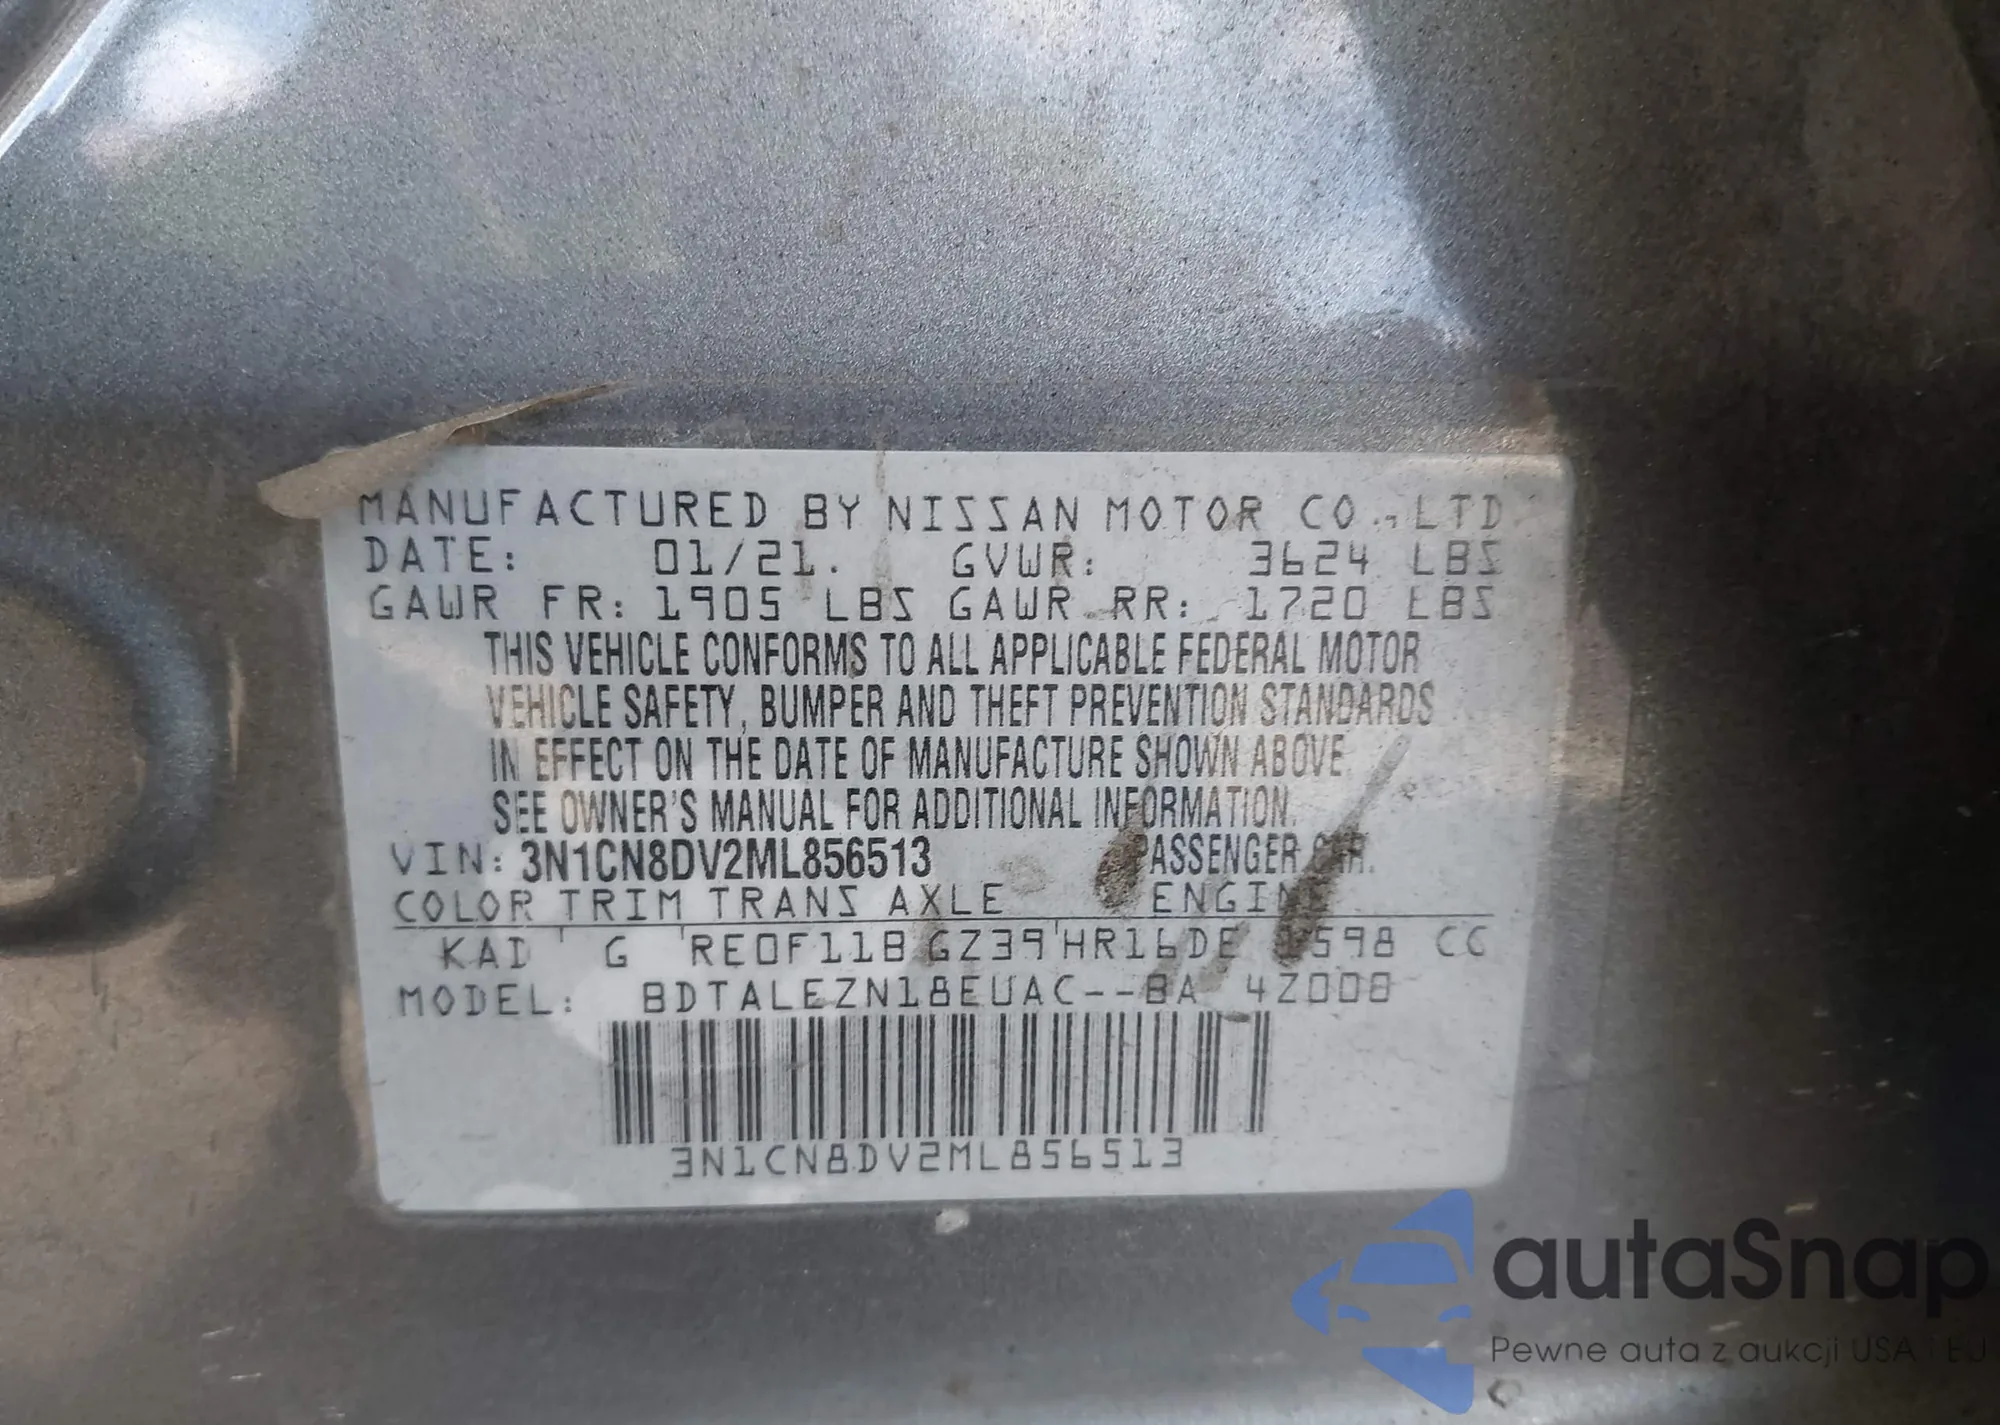 MANUFACTURED BY NISSAN MOTOR CO., LTD.
DATE: 01/21. GVWR: 3624 LBS
GAWR FR: 1905 LBS GAWR RR: 1720 LBS
THIS VEHICLE CONFORMS TO ALL APPLICABLE FEDERAL MOTOR
VEHICLE SAFETY, BUMPER AND THEFT PREVENTION STANDARDS
IN EFFECT ON THE DATE OF MANUFACTURE SHOWN ABOVE.
SEE OWNER'S MANUAL FOR ADDITIONAL INFORMATION.
VIN: 3N1CN8DV2ML856513 PASSENGER CAR.
COLOR TRIM TRANS AXLE ENGINE
KAD G RE0F11B GZ39 HR16DE 1598 CC
MODEL: BDTALEZN18EUAC--BA 4Z008
3N1CN8DV2ML856513
autaSnap
Pewne auta z aukcji USA i EU